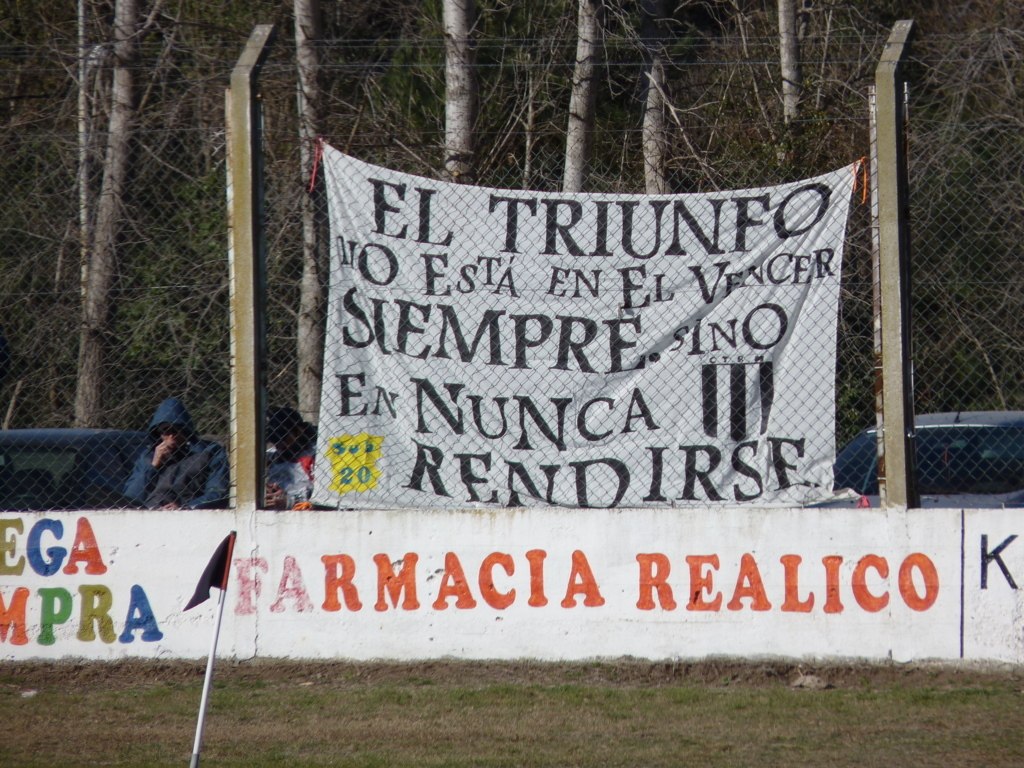 EL TRIUNFO
NO ESTÁ EN EL VENCER
SIEMPRE. SINO
C.T.R.M
EN NUNCA
SUB
20
RENDIRSE
EGA
MPRA
FARMACIA REALICO
K